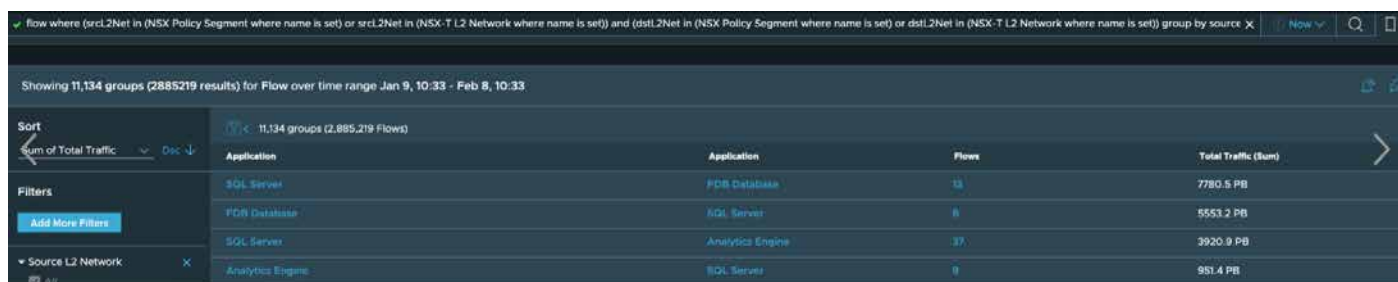 flow where (srcL2Net in (NSX Policy Segment where name is set) or srcL2Net in (NSX-T L2 Network where name is set)) and (dstL2Net in (NSX Policy Segment where name is set) or dstL2Net in (NSX-T L2 Network where name is set)) group by source Now
Showing 11,134 groups (2885219 results) for Flow over time range Jan 9, 10:33 - Feb 8, 10:33
Sort 11,134 groups (2,885,219 Flows)
Sum of Total Traffic Dsc
Application Application Flows Total Traffic (Sum)
Filters
Add More Filters
SQL Server PDB Database 13 7780.5 PB
PDB Database SQL Server 8 5553.2 PB
SQL Server Analytics Engine 37 3920.9 PB
Source L2 Network
Analytics Engine SQL Server 9 951.4 PB
All